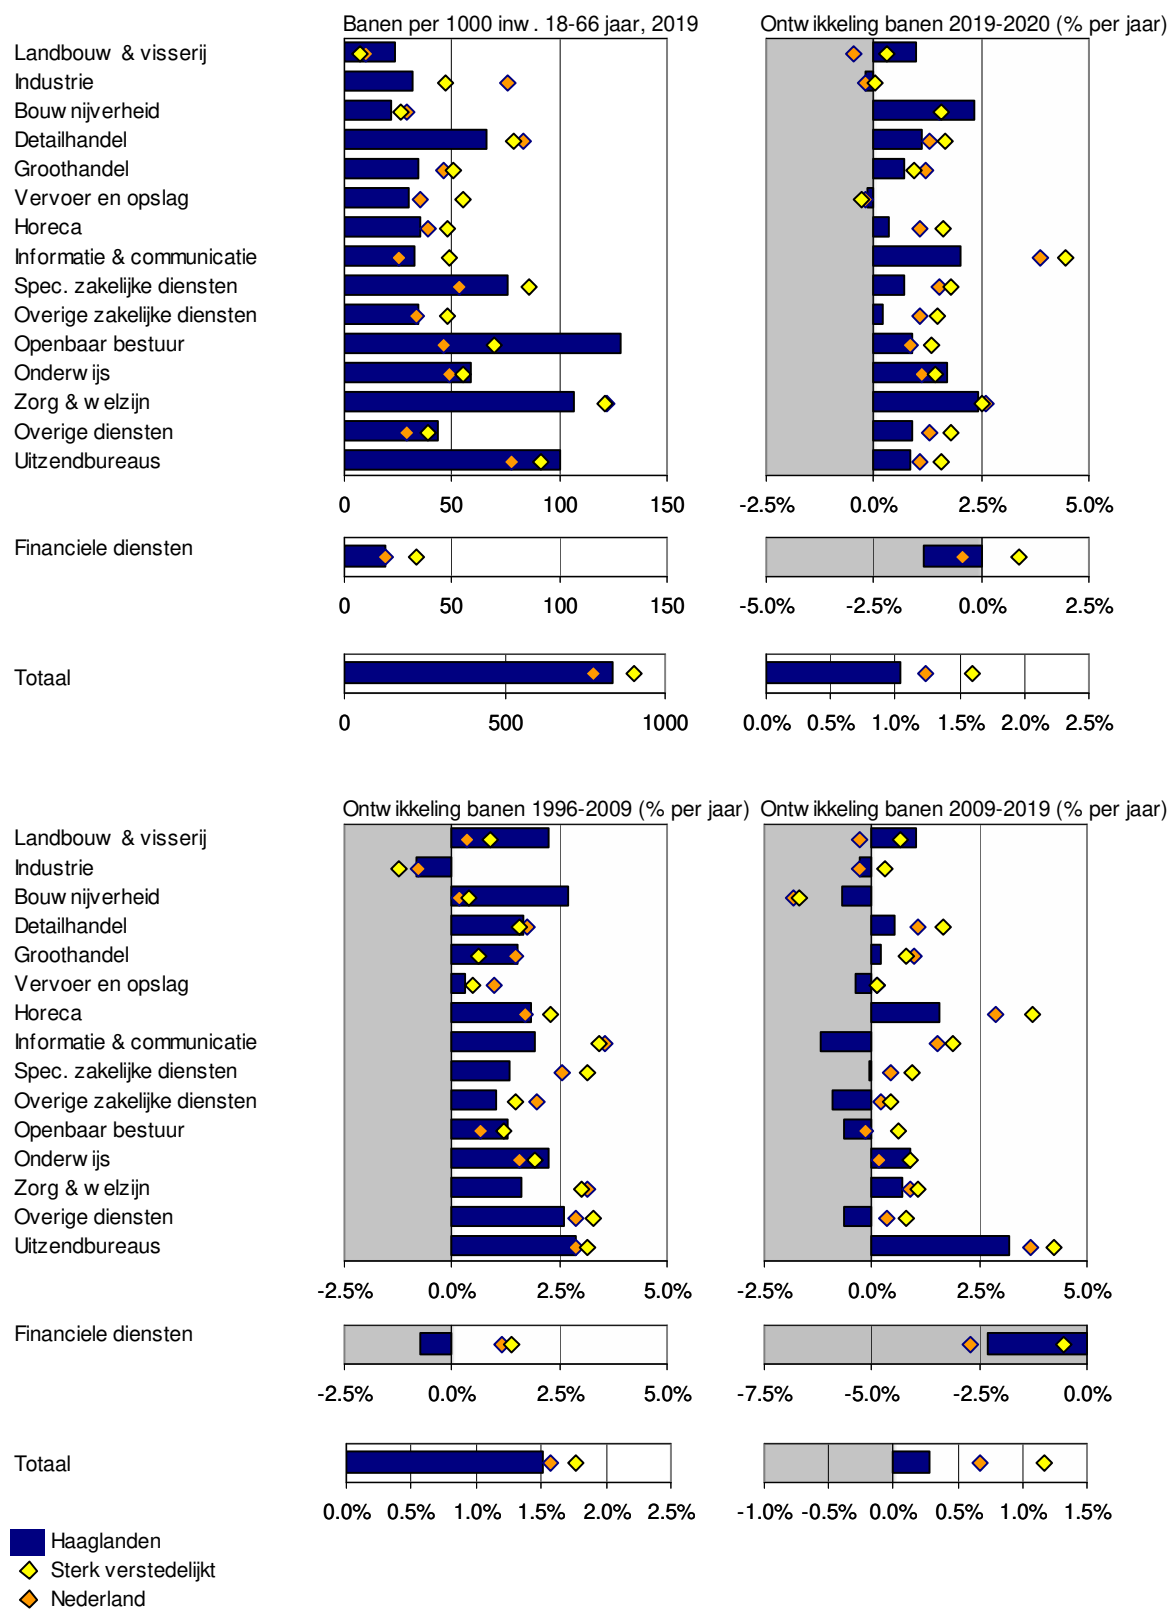 Banen per 1000 inw. 18-66 jaar, 2019 Ontwikkeling banen 2019-2020 (% per jaar)
Landbouw & visserij
Industrie
Bouwnijverheid
Detailhandel
Groothandel
Vervoer en opslag
Horeca
Informatie & communicatie
Spec. zakelijke diensten
Overige zakelijke diensten
Openbaar bestuur
Onderwijs
Zorg & welzijn
Overige diensten
Uitzendbureaus
0 50 100 150 -2.5% 0.0% 2.5% 5.0%
Financiele diensten
0 50 100 150 -5.0% -2.5% 0.0% 2.5%
Totaal
0 500 1000 0.0% 0.5% 1.0% 1.5% 2.0% 2.5%
Ontwikkeling banen 1996-2009 (% per jaar) Ontwikkeling banen 2009-2019 (% per jaar)
Landbouw & visserij
Industrie
Bouwnijverheid
Detailhandel
Groothandel
Vervoer en opslag
Horeca
Informatie & communicatie
Spec. zakelijke diensten
Overige zakelijke diensten
Openbaar bestuur
Onderwijs
Zorg & welzijn
Overige diensten
Uitzendbureaus
-2.5% 0.0% 2.5% 5.0% -2.5% 0.0% 2.5% 5.0%
Financiele diensten
-2.5% 0.0% 2.5% 5.0% -7.5% -5.0% -2.5% 0.0%
Totaal
0.0% 0.5% 1.0% 1.5% 2.0% 2.5% -1.0% -0.5% 0.0% 0.5% 1.0% 1.5%
Haaglanden
Sterk verstedelijkt
Nederland